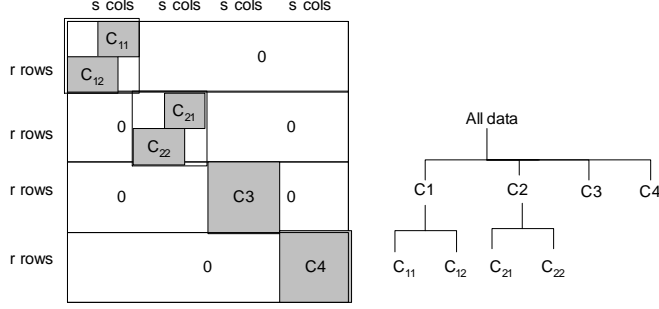 s cols s cols s cols s cols
C11
0
r rows
C12
All data
0 C21 0
r rows
C22
r rows 0 C3 0
C1 C2 C3 C4
r rows 0 C4
C11 C12 C21 C22